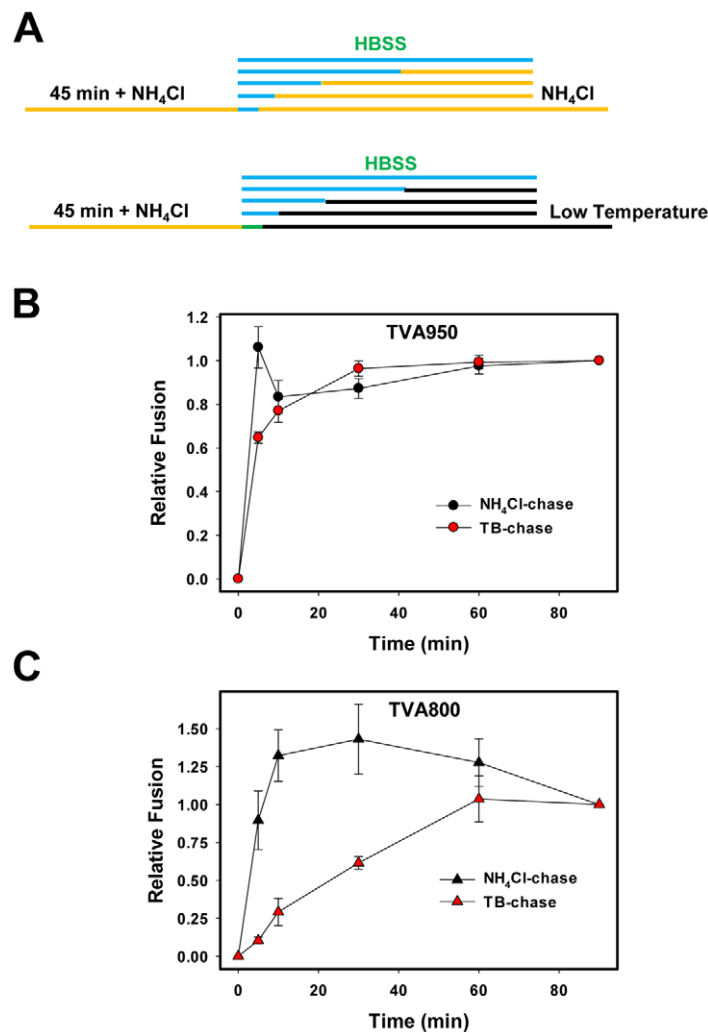 A
HBSS
45 min + NH₄Cl
NH₄Cl
HBSS
45 min + NH₄Cl
Low Temperature
B
TVA950
1.2
1.0
0.8
0.6
0.4
0.2
0.0
Relative Fusion
NH₄Cl-chase
TB-chase
0 20 40 60 80
Time (min)
C
TVA800
1.50
1.25
1.00
0.75
0.50
0.25
0.00
Relative Fusion
NH₄Cl-chase
TB-chase
0 20 40 60 80
Time (min)